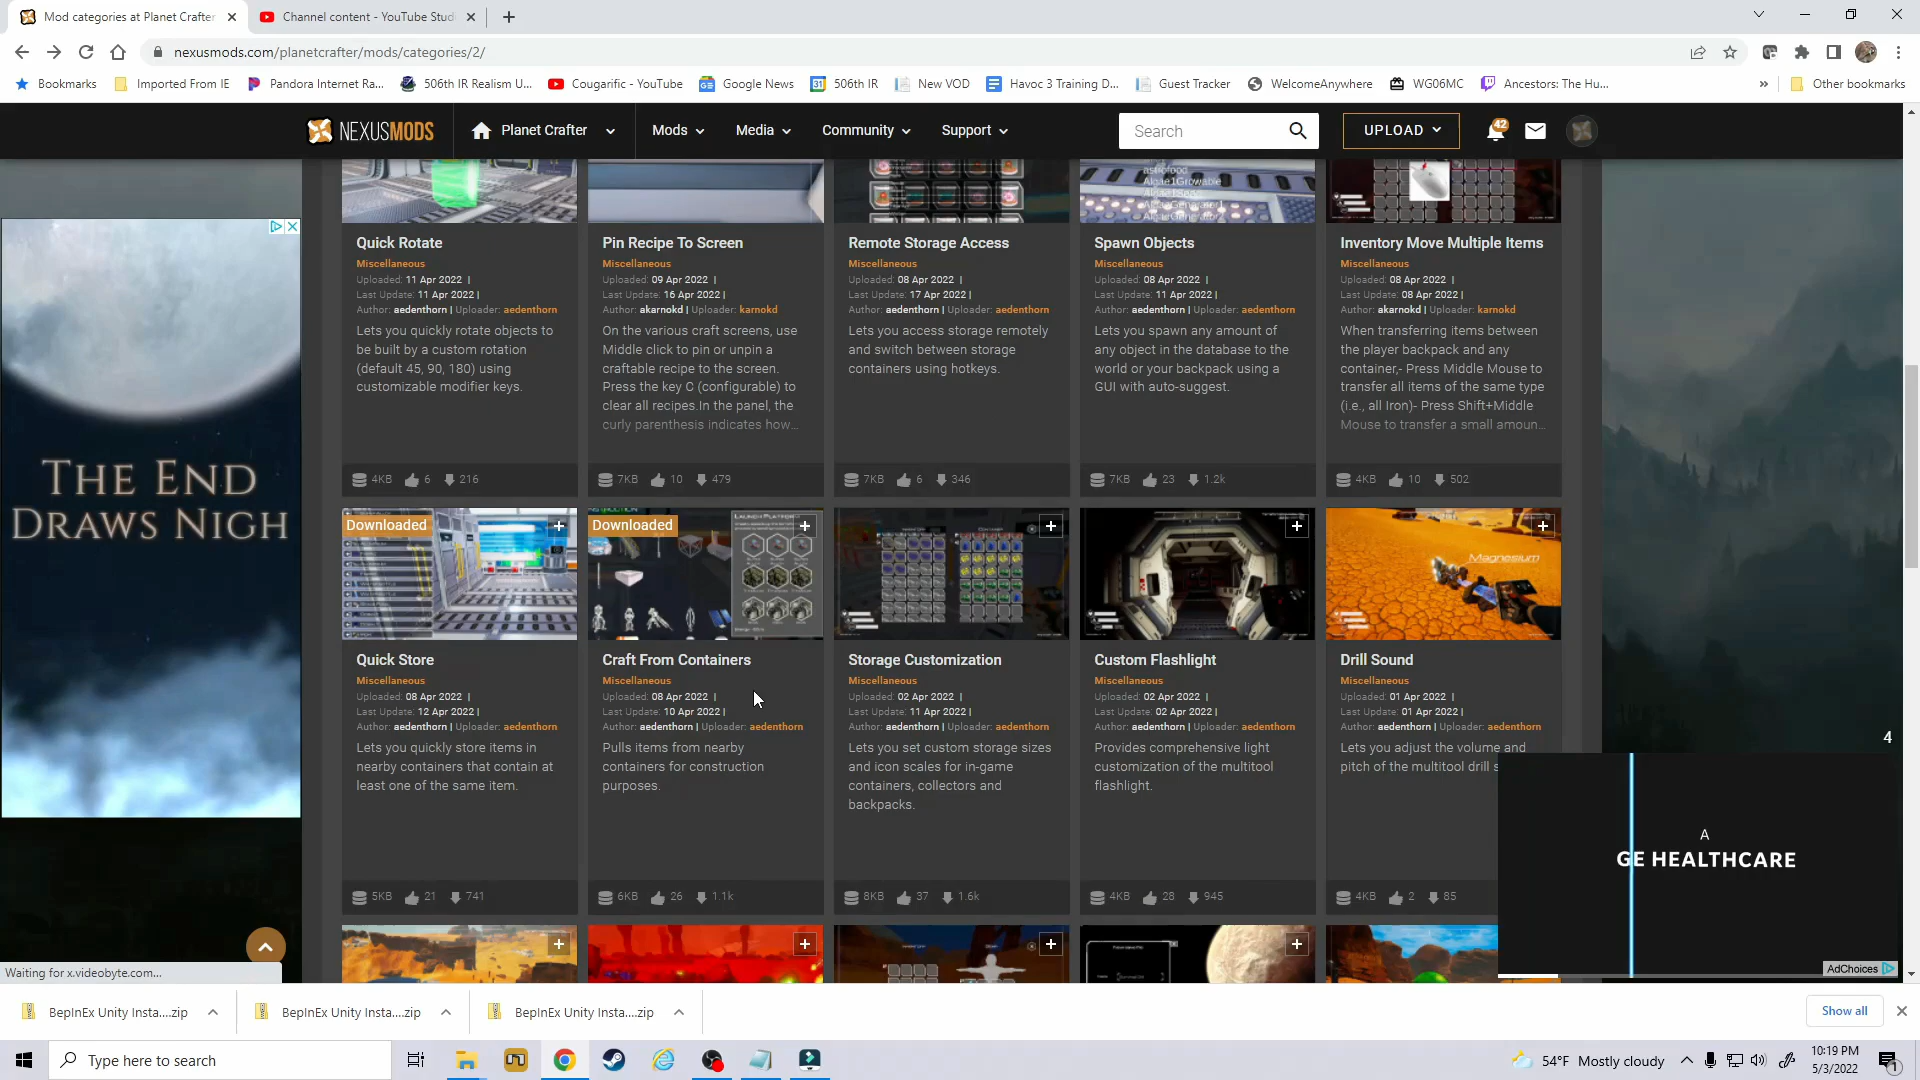 Mod categories at Planet Crafter
Channel content - YouTube Stud
nexusmods.com/planetcrafter/mods/categories/2/
Bookmarks
Imported From IE
Pandora Internet Ra...
506th IR Realism U...
Cougarific - YouTube
Google News
506th IR
New VOD
Havoc 3 Training D...
Guest Tracker
WelcomeAnywhere
WG06MC
Ancestors: The Hu...
»
Other bookmarks
NEXUSMODS
Planet Crafter
Mods
Media
Community
Support
Search
UPLOAD
42
astrofood
Algae1Growable
Algae1Seed
AlgaeGenerator
Quick Rotate
Miscellaneous
Uploaded: 11 Apr 2022 |
Last Update: 11 Apr 2022 |
Author: aedenthorn | Uploader: aedenthorn
Lets you quickly rotate objects to
be built by a custom rotation
(default 45, 90, 180) using
customizable modifier keys.
4KB 6 216
Pin Recipe To Screen
Miscellaneous
Uploaded: 09 Apr 2022 |
Last Update: 16 Apr 2022 |
Author: akarnokd | Uploader: karnokd
On the various craft screens, use
Middle click to pin or unpin a
craftable recipe to the screen.
Press the key C (configurable) to
clear all recipes.In the panel, the
curly parenthesis indicates how...
7KB 10 479
Remote Storage Access
Miscellaneous
Uploaded: 08 Apr 2022 |
Last Update: 17 Apr 2022 |
Author: aedenthorn | Uploader: aedenthorn
Lets you access storage remotely
and switch between storage
containers using hotkeys.
7KB 6 346
Spawn Objects
Miscellaneous
Uploaded: 08 Apr 2022 |
Last Update: 11 Apr 2022 |
Author: aedenthorn | Uploader: aedenthorn
Lets you spawn any amount of
any object in the database to the
world or your backpack using a
GUI with auto-suggest.
7KB 23 1.2k
Inventory Move Multiple Items
Miscellaneous
Uploaded: 08 Apr 2022 |
Last Update: 08 Apr 2022 |
Author: akarnokd | Uploader: karnokd
When transferring items between
the player backpack and any
container,- Press Middle Mouse to
transfer all items of the same type
(i.e., all Iron)- Press Shift+Middle
Mouse to transfer a small amoun...
4KB 10 502
THE END
DRAWS NIGH
Downloaded
Quick Store
Miscellaneous
Uploaded: 08 Apr 2022 |
Last Update: 12 Apr 2022 |
Author: aedenthorn | Uploader: aedenthorn
Lets you quickly store items in
nearby containers that contain at
least one of the same item.
5KB 21 741
Downloaded
Craft From Containers
Miscellaneous
Uploaded: 08 Apr 2022 |
Last Update: 10 Apr 2022 |
Author: aedenthorn | Uploader: aedenthorn
Pulls items from nearby
containers for construction
purposes.
6KB 26 1.1k
Storage Customization
Miscellaneous
Uploaded: 02 Apr 2022 |
Last Update: 11 Apr 2022 |
Author: aedenthorn | Uploader: aedenthorn
Lets you set custom storage sizes
and icon scales for in-game
containers, collectors and
backpacks.
8KB 37 1.6k
Custom Flashlight
Miscellaneous
Uploaded: 02 Apr 2022 |
Last Update: 02 Apr 2022 |
Author: aedenthorn | Uploader: aedenthorn
Provides comprehensive light
customization of the multitool
flashlight.
4KB 28 945
Magnesium
Drill Sound
Miscellaneous
Uploaded: 01 Apr 2022 |
Last Update: 01 Apr 2022 |
Author: aedenthorn | Uploader: aedenthorn
Lets you adjust the volume and
pitch of the multitool drill s
4KB 2 85
4
A
GE HEALTHCARE
AdChoices
Waiting for x.videobyte.com...
BepInEx Unity Insta....zip
BepInEx Unity Insta....zip
BepInEx Unity Insta....zip
Show all
Type here to search
54°F Mostly cloudy
10:19 PM
5/3/2022
1